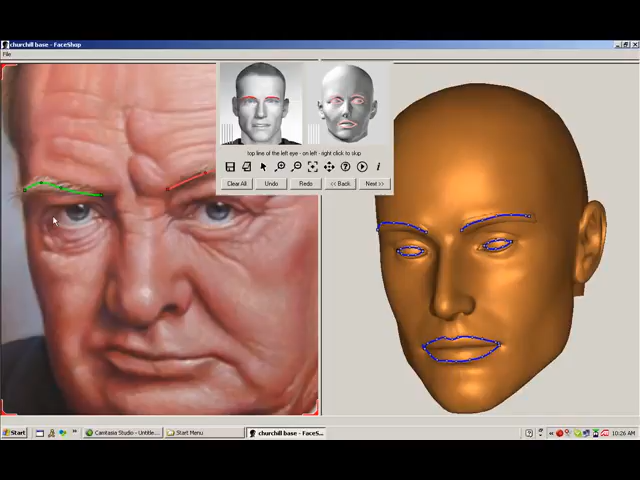 churchill base - FaceShop
File
top line of the left eye - on left - right click to skip
Clear All Undo Redo << Back Next >>
Start Camtasia Studio - Untitle... Start Menu churchill base - FaceS... 10:26 AM